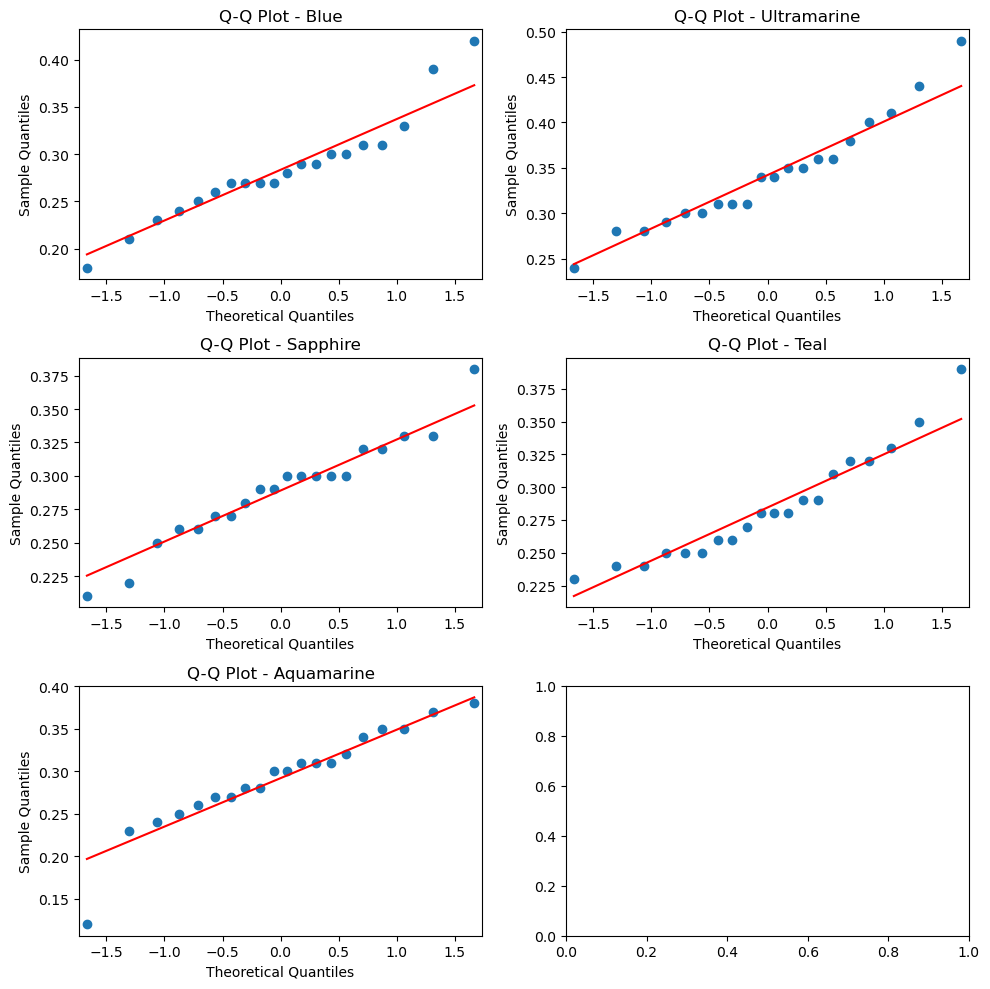 Q-Q Plot - Blue
0.40
0.35
0.30
0.25
0.20
Sample Quantiles
−1.5 −1.0 −0.5 0.0 0.5 1.0 1.5
Theoretical Quantiles
Q-Q Plot - Ultramarine
0.50
0.45
0.40
0.35
0.30
0.25
Sample Quantiles
−1.5 −1.0 −0.5 0.0 0.5 1.0 1.5
Theoretical Quantiles
Q-Q Plot - Sapphire
0.375
0.350
0.325
0.300
0.275
0.250
0.225
Sample Quantiles
−1.5 −1.0 −0.5 0.0 0.5 1.0 1.5
Theoretical Quantiles
Q-Q Plot - Teal
0.375
0.350
0.325
0.300
0.275
0.250
0.225
Sample Quantiles
−1.5 −1.0 −0.5 0.0 0.5 1.0 1.5
Theoretical Quantiles
Q-Q Plot - Aquamarine
0.40
0.35
0.30
0.25
0.20
0.15
Sample Quantiles
−1.5 −1.0 −0.5 0.0 0.5 1.0 1.5
Theoretical Quantiles
1.0
0.8
0.6
0.4
0.2
0.0
0.0 0.2 0.4 0.6 0.8 1.0